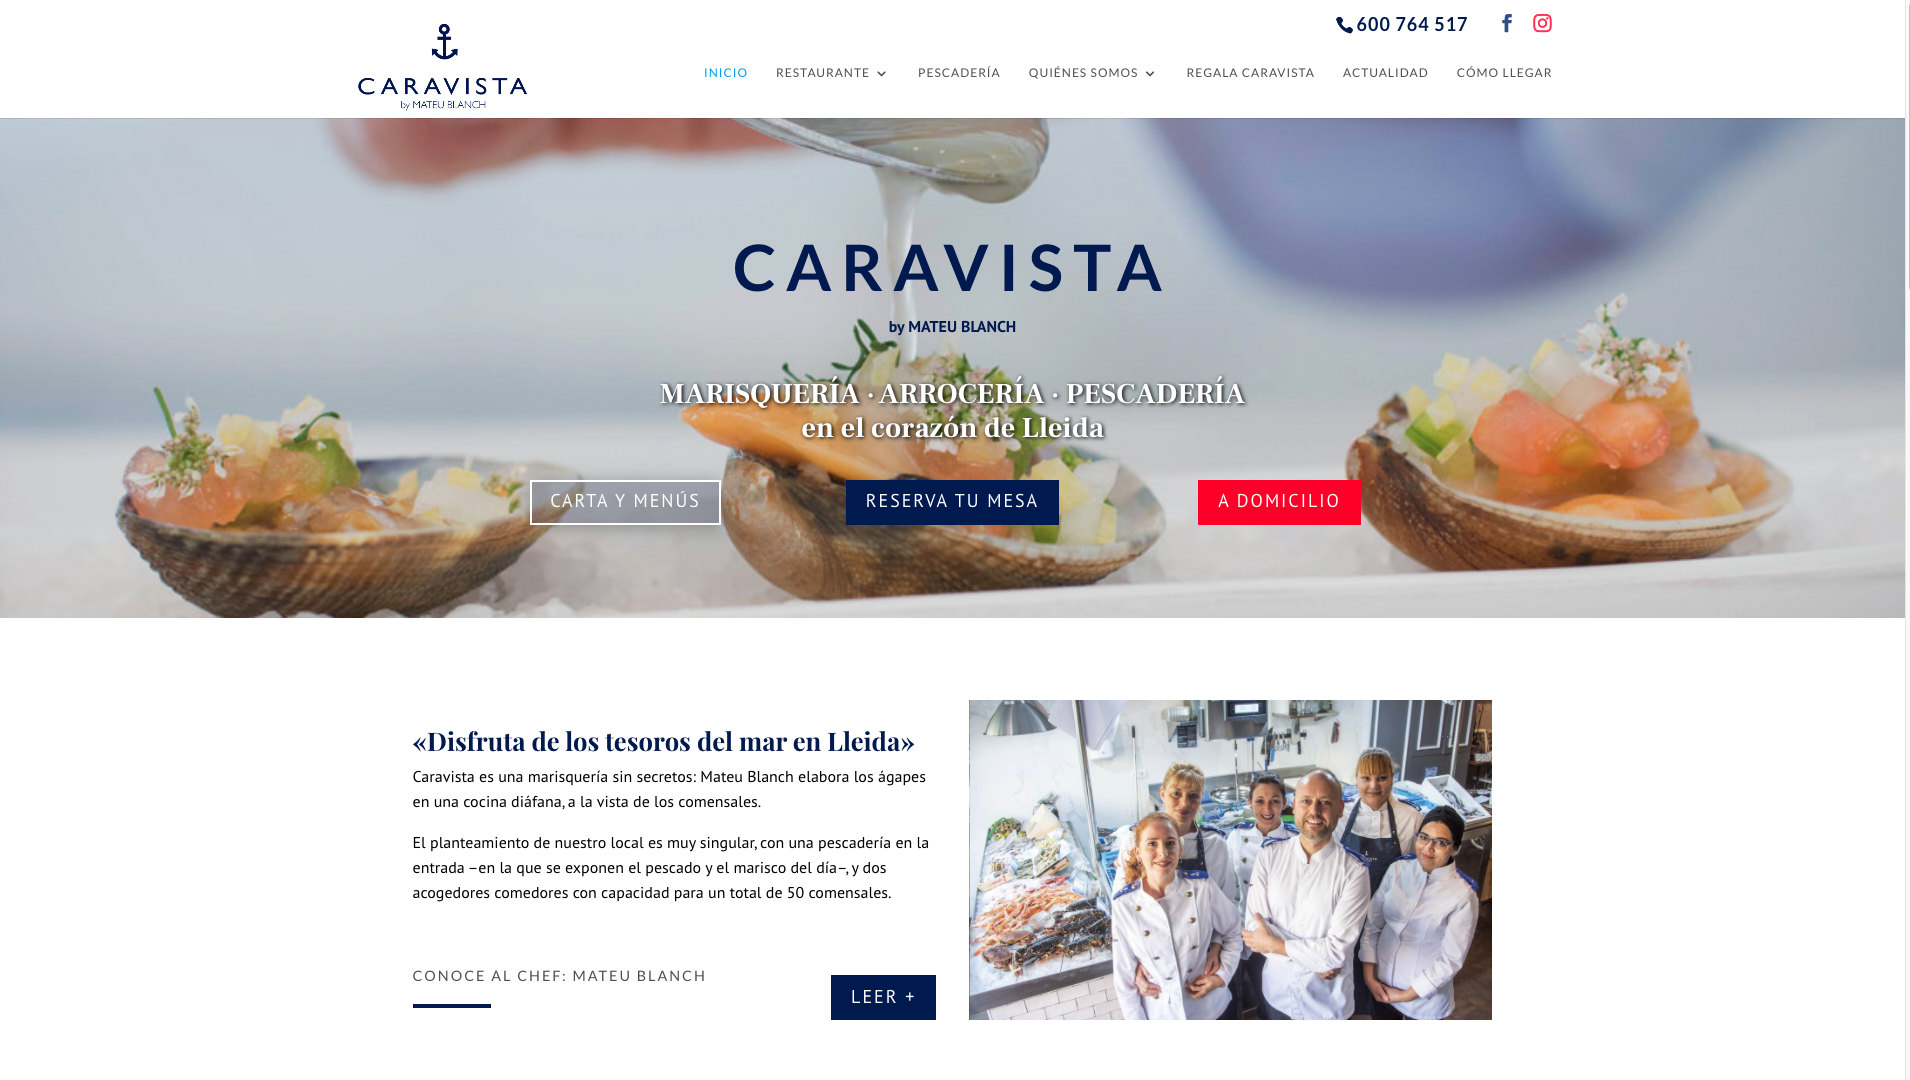 600 764 517
CARAVISTA
by MATEU BLANCH
INICIO
RESTAURANTE
PESCADERÍA
QUIÉNES SOMOS
REGALA CARAVISTA
ACTUALIDAD
CÓMO LLEGAR
CARAVISTA
by MATEU BLANCH
MARISQUERÍA · ARROCERÍA · PESCADERÍA
en el corazón de Lleida
CARTA Y MENÚS
RESERVA TU MESA
A DOMICILIO
«Disfruta de los tesoros del mar en Lleida»
Caravista es una marisquería sin secretos: Mateu Blanch elabora los ágapes
en una cocina diáfana, a la vista de los comensales.
El planteamiento de nuestro local es muy singular, con una pescadería en la
entrada –en la que se exponen el pescado y el marisco del día–, y dos
acogedores comedores con capacidad para un total de 50 comensales.
CONOCE AL CHEF: MATEU BLANCH
LEER +